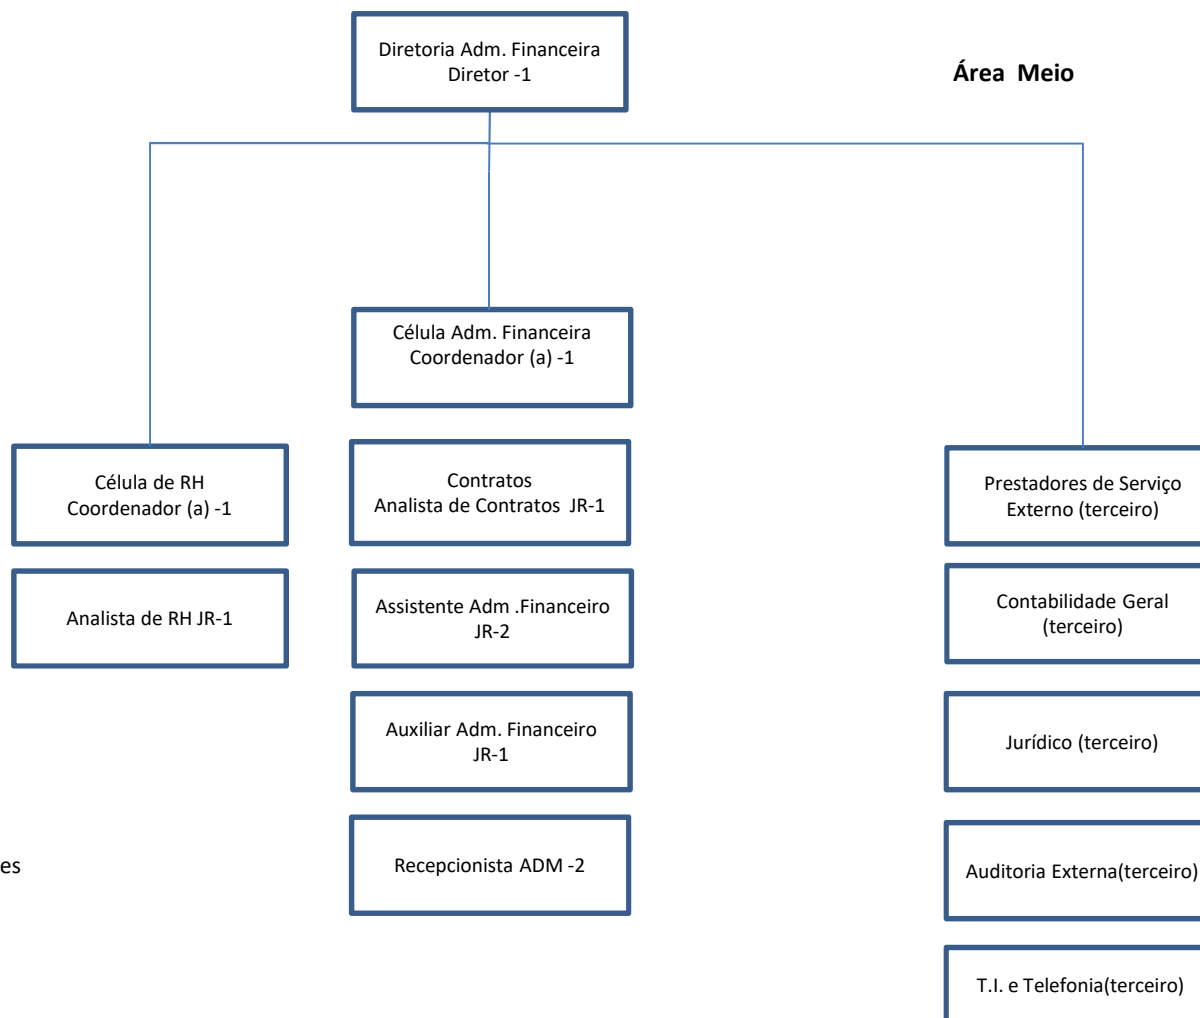 Diretoria Adm. Financeira
Diretor -1
Área Meio
Célula Adm. Financeira
Coordenador (a) -1
Célula de RH
Coordenador (a) -1
Contratos
Analista de Contratos JR-1
Prestadores de Serviço
Externo (terceiro)
Analista de RH JR-1
Assistente Adm .Financeiro
JR-2
Contabilidade Geral
(terceiro)
Auxiliar Adm. Financeiro
JR-1
Jurídico (terceiro)
es
Recepcionista ADM -2
Auditoria Externa(terceiro)
T.I. e Telefonia(terceiro)